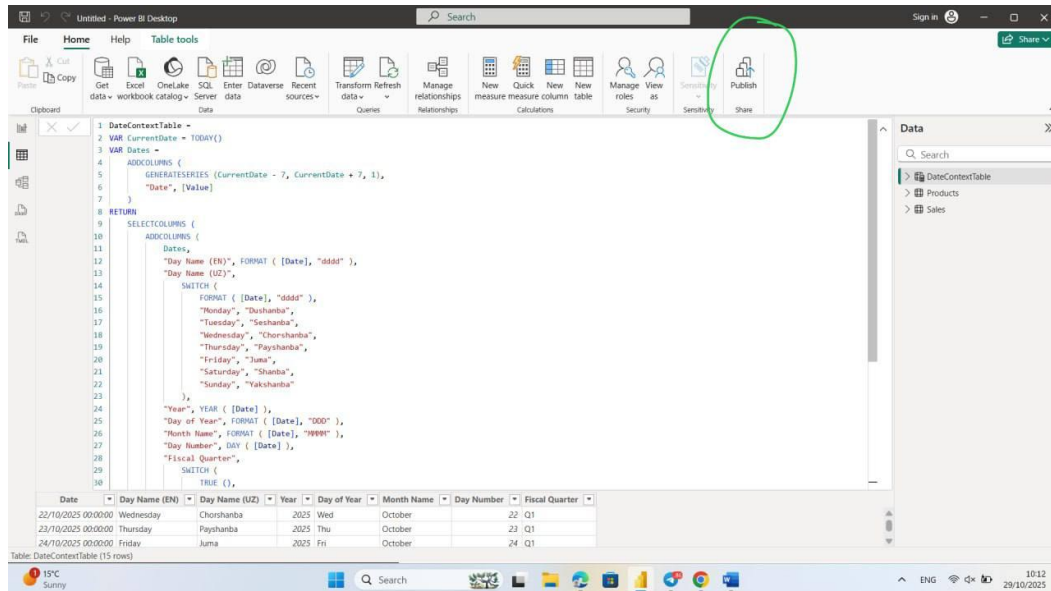 Untitled - Power BI Desktop
Search
Sign in
File Home Help Table tools
Share
Paste
Cut
Copy
Get data
Excel workbook
OneLake catalog
SQL Server
Enter data
Dataverse
Recent sources
Transform data
Refresh
Manage relationships
New measure
Quick measure
New column
New table
Manage roles
View as
Sensitivity
Publish
Clipboard Data Queries Relationships Calculations Security Sensitivity Share
1 DateContextTable =
2 VAR CurrentDate = TODAY()
3 VAR Dates =
4 ADDCOLUMNS (
5 GENERATESERIES (CurrentDate - 7, CurrentDate + 7, 1),
6 "Date", [Value]
7 )
8 RETURN
9 SELECTCOLUMNS (
10 ADDCOLUMNS (
11 Dates,
12 "Day Name (EN)", FORMAT ( [Date], "dddd" ),
13 "Day Name (UZ)",
14 SWITCH (
15 FORMAT ( [Date], "dddd" ),
16 "Monday", "Dushanba",
17 "Tuesday", "Seshanba",
18 "Wednesday", "Chorshanba",
19 "Thursday", "Payshanba",
20 "Friday", "Juma",
21 "Saturday", "Shanba",
22 "Sunday", "Yakshanba"
23 ),
24 "Year", YEAR ( [Date] ),
25 "Day of Year", FORMAT ( [Date], "DDD" ),
26 "Month Name", FORMAT ( [Date], "MMMM" ),
27 "Day Number", DAY ( [Date] ),
28 "Fiscal Quarter",
29 SWITCH (
30 TRUE (),
Data
Search
DateContextTable
Products
Sales
Date Day Name (EN) Day Name (UZ) Year Day of Year Month Name Day Number Fiscal Quarter
22/10/2025 00:00:00 Wednesday Chorshanba 2025 Wed October 22 Q1
23/10/2025 00:00:00 Thursday Payshanba 2025 Thu October 23 Q1
24/10/2025 00:00:00 Friday Juma 2025 Fri October 24 Q1
Table: DateContextTable (15 rows)
1
15°C
Sunny
Search
ENG
10:12
29/10/2025